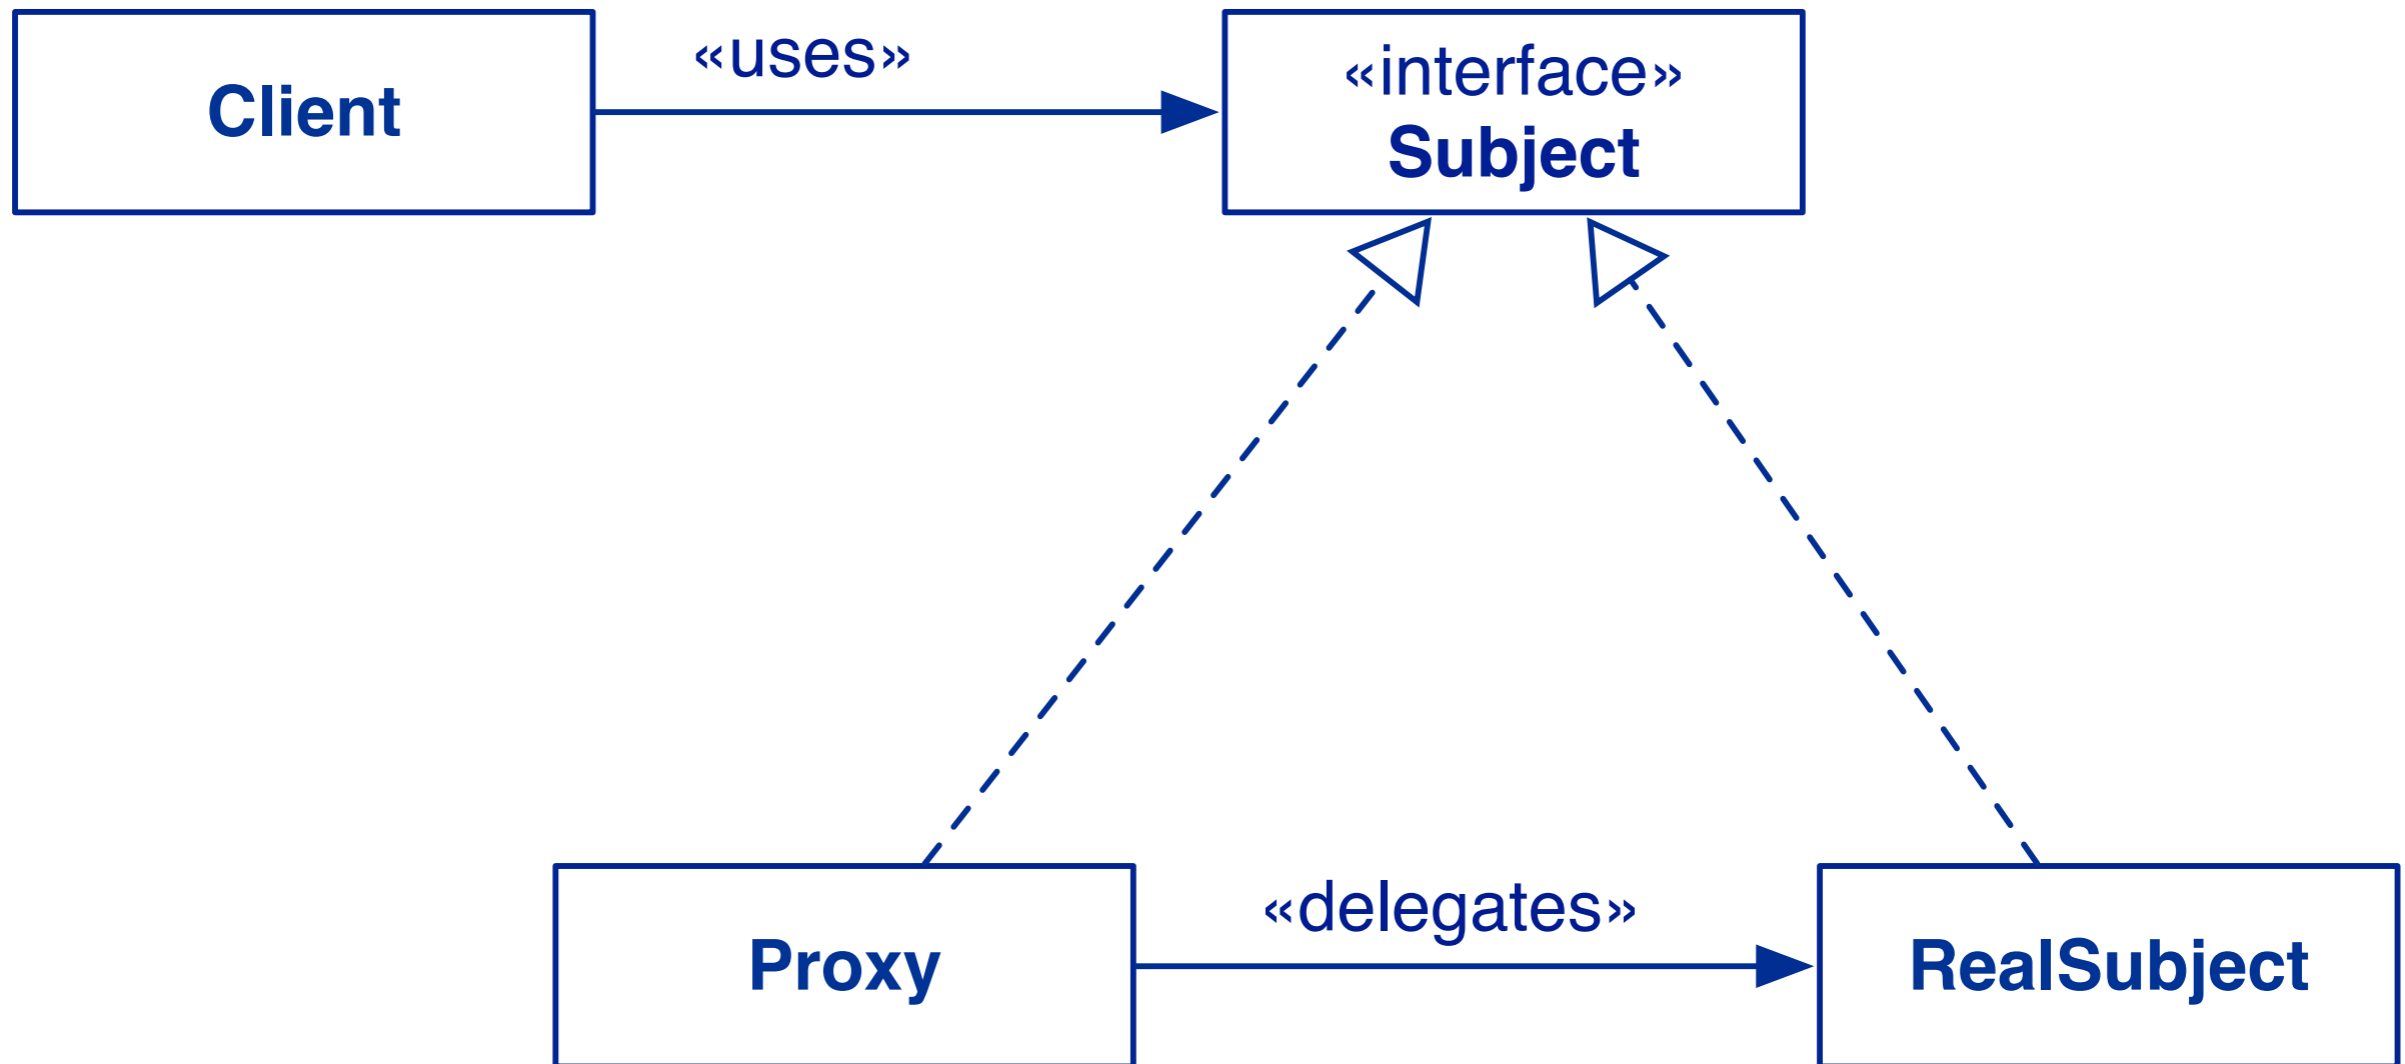 Client
«uses»
«interface»
Subject
Proxy
«delegates»
RealSubject